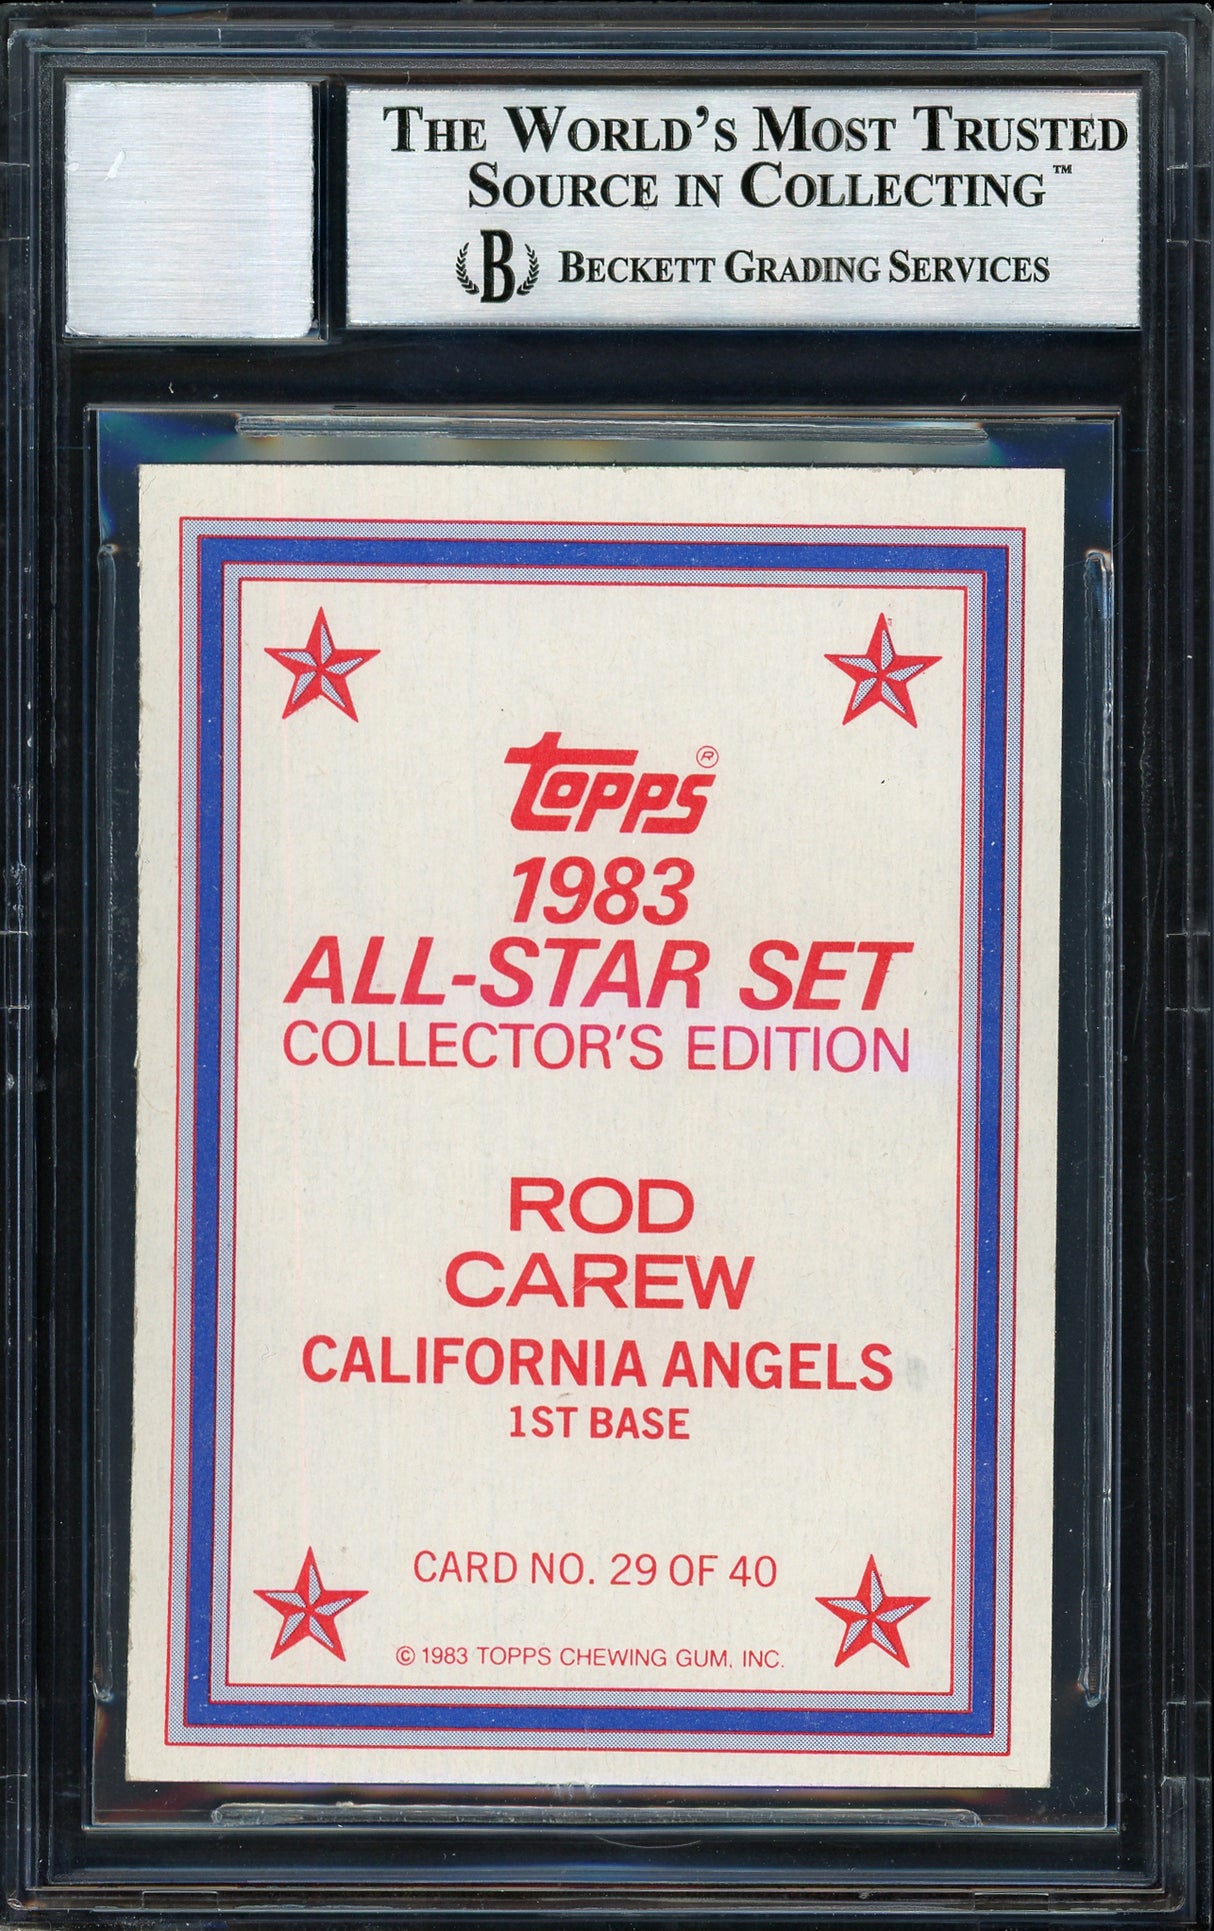 THE WORLD'S MOST TRUSTED
SOURCE IN COLLECTING™
B BECKETT GRADING SERVICES
topps®
1983
ALL-STAR SET
COLLECTOR'S EDITION
ROD
CAREW
CALIFORNIA ANGELS
1ST BASE
CARD NO. 29 OF 40
© 1983 TOPPS CHEWING GUM, INC.